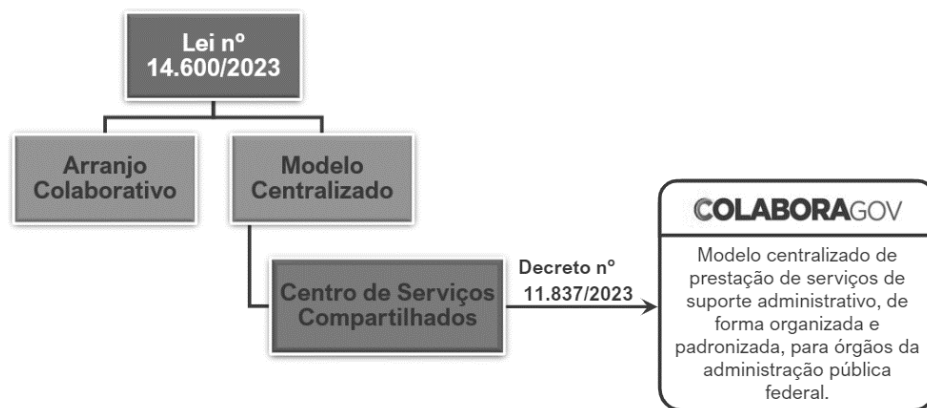 Lei nº
14.600/2023
Arranjo
Colaborativo
Modelo
Centralizado
Centro de Serviços
Compartilhados
Decreto nº
11.837/2023
COLABORAGOV
Modelo centralizado de
prestação de serviços de
suporte administrativo, de
forma organizada e
padronizada, para órgãos da
administração pública
federal.